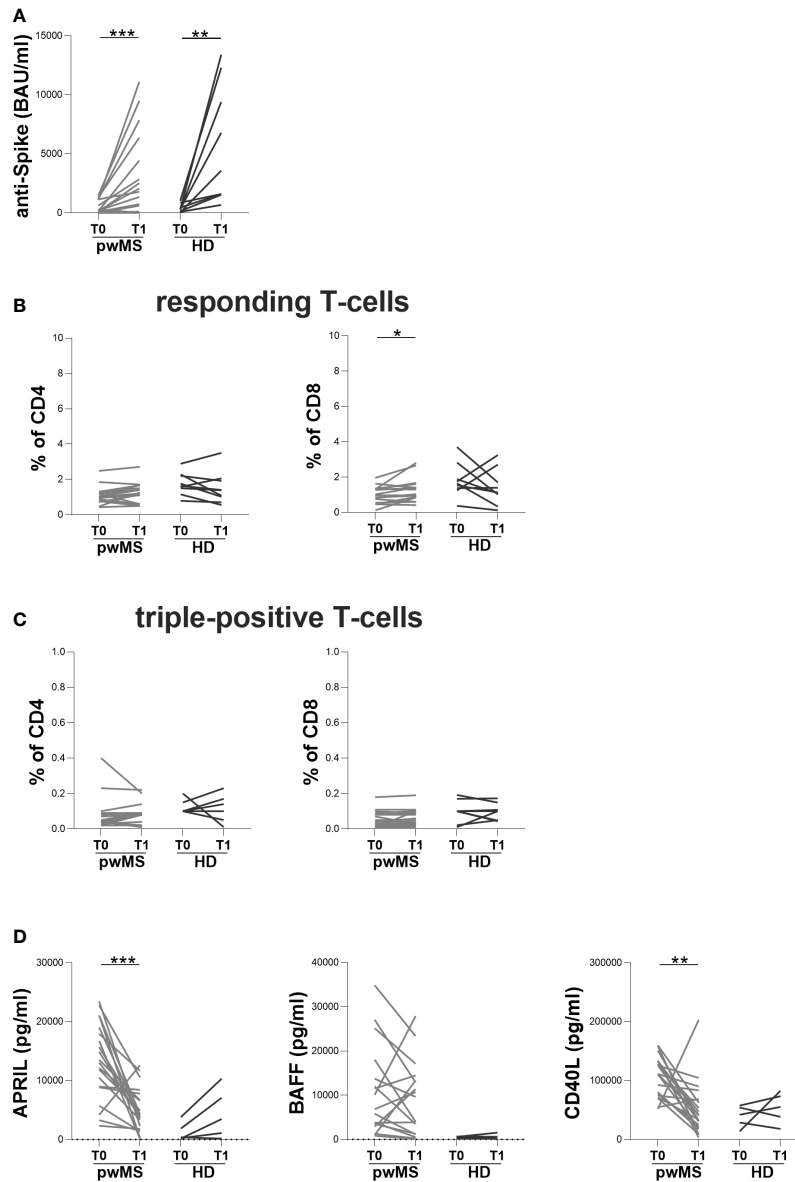 A
anti-Spike (BAU/ml)
15000
10000
5000
0
***
**
T0 T1 T0 T1
pwMS HD
B
responding T-cells
% of CD4
10
8
6
4
2
0
T0 T1 T0 T1
pwMS HD
% of CD8
10
8
6
4
2
0
*
T0 T1 T0 T1
pwMS HD
C
triple-positive T-cells
% of CD4
1.0
0.8
0.6
0.4
0.2
0.0
T0 T1 T0 T1
pwMS HD
% of CD8
1.0
0.8
0.6
0.4
0.2
0.0
T0 T1 T0 T1
pwMS HD
D
APRIL (pg/ml)
30000
20000
10000
0
***
T0 T1 T0 T1
pwMS HD
BAFF (pg/ml)
40000
30000
20000
10000
0
T0 T1 T0 T1
pwMS HD
CD40L (pg/ml)
300000
200000
100000
0
**
T0 T1 T0 T1
pwMS HD